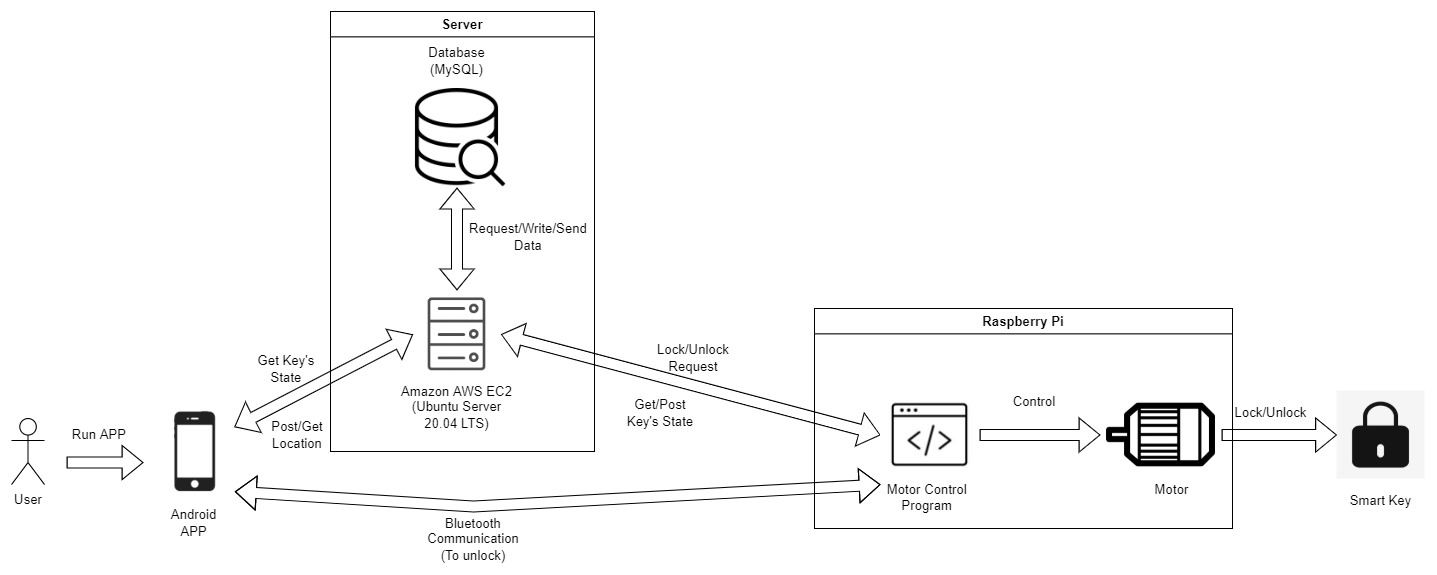 Server
Database
(MySQL)
Request/Write/Send
Data
Amazon AWS EC2
(Ubuntu Server
20.04 LTS)
Get Key's
State
Post/Get
Location
Run APP
User
Android
APP
Lock/Unlock
Request
Get/Post
Key's State
Bluetooth
Communication
(To unlock)
Raspberry Pi
Control
Motor Control
Program
Motor
Lock/Unlock
Smart Key